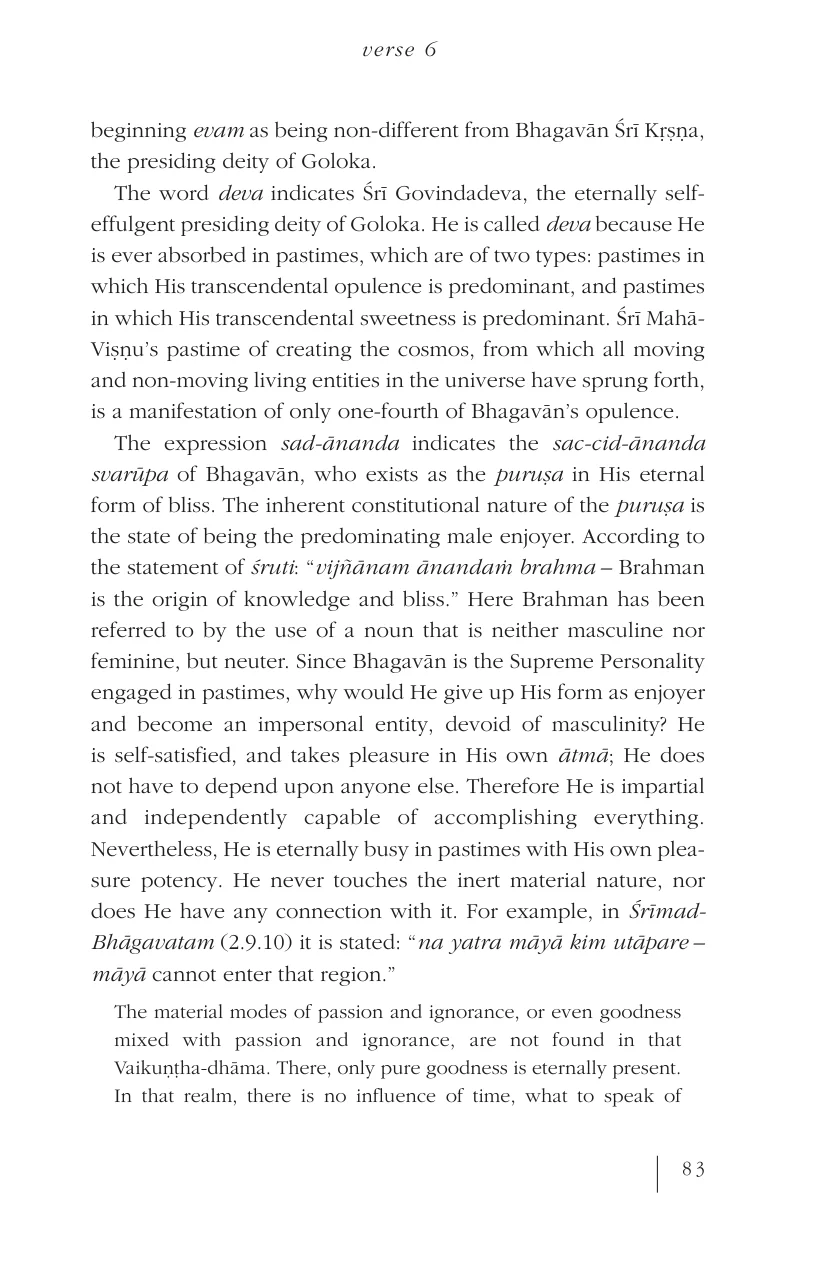 verse 6
beginning evam as being non-different from Bhagavān Śrī Kṛṣṇa,
the presiding deity of Goloka.
The word deva indicates Śrī Govindadeva, the eternally self-
effulgent presiding deity of Goloka. He is called deva because He
is ever absorbed in pastimes, which are of two types: pastimes in
which His transcendental opulence is predominant, and pastimes
in which His transcendental sweetness is predominant. Śrī Mahā-
Viṣṇu’s pastime of creating the cosmos, from which all moving
and non-moving living entities in the universe have sprung forth,
is a manifestation of only one-fourth of Bhagavān’s opulence.
The expression sad-ānanda indicates the sac-cid-ānanda
svarūpa of Bhagavān, who exists as the puruṣa in His eternal
form of bliss. The inherent constitutional nature of the puruṣa is
the state of being the predominating male enjoyer. According to
the statement of śruti: “vijñānam ānandaṁ brahma – Brahman
is the origin of knowledge and bliss.” Here Brahman has been
referred to by the use of a noun that is neither masculine nor
feminine, but neuter. Since Bhagavān is the Supreme Personality
engaged in pastimes, why would He give up His form as enjoyer
and become an impersonal entity, devoid of masculinity? He
is self-satisfied, and takes pleasure in His own ātmā; He does
not have to depend upon anyone else. Therefore He is impartial
and independently capable of accomplishing everything.
Nevertheless, He is eternally busy in pastimes with His own plea-
sure potency. He never touches the inert material nature, nor
does He have any connection with it. For example, in Śrīmad-
Bhāgavatam (2.9.10) it is stated: “na yatra māyā kim utāpare –
māyā cannot enter that region.”
The material modes of passion and ignorance, or even goodness
mixed with passion and ignorance, are not found in that
Vaikuṇṭha-dhāma. There, only pure goodness is eternally present.
In that realm, there is no influence of time, what to speak of
83